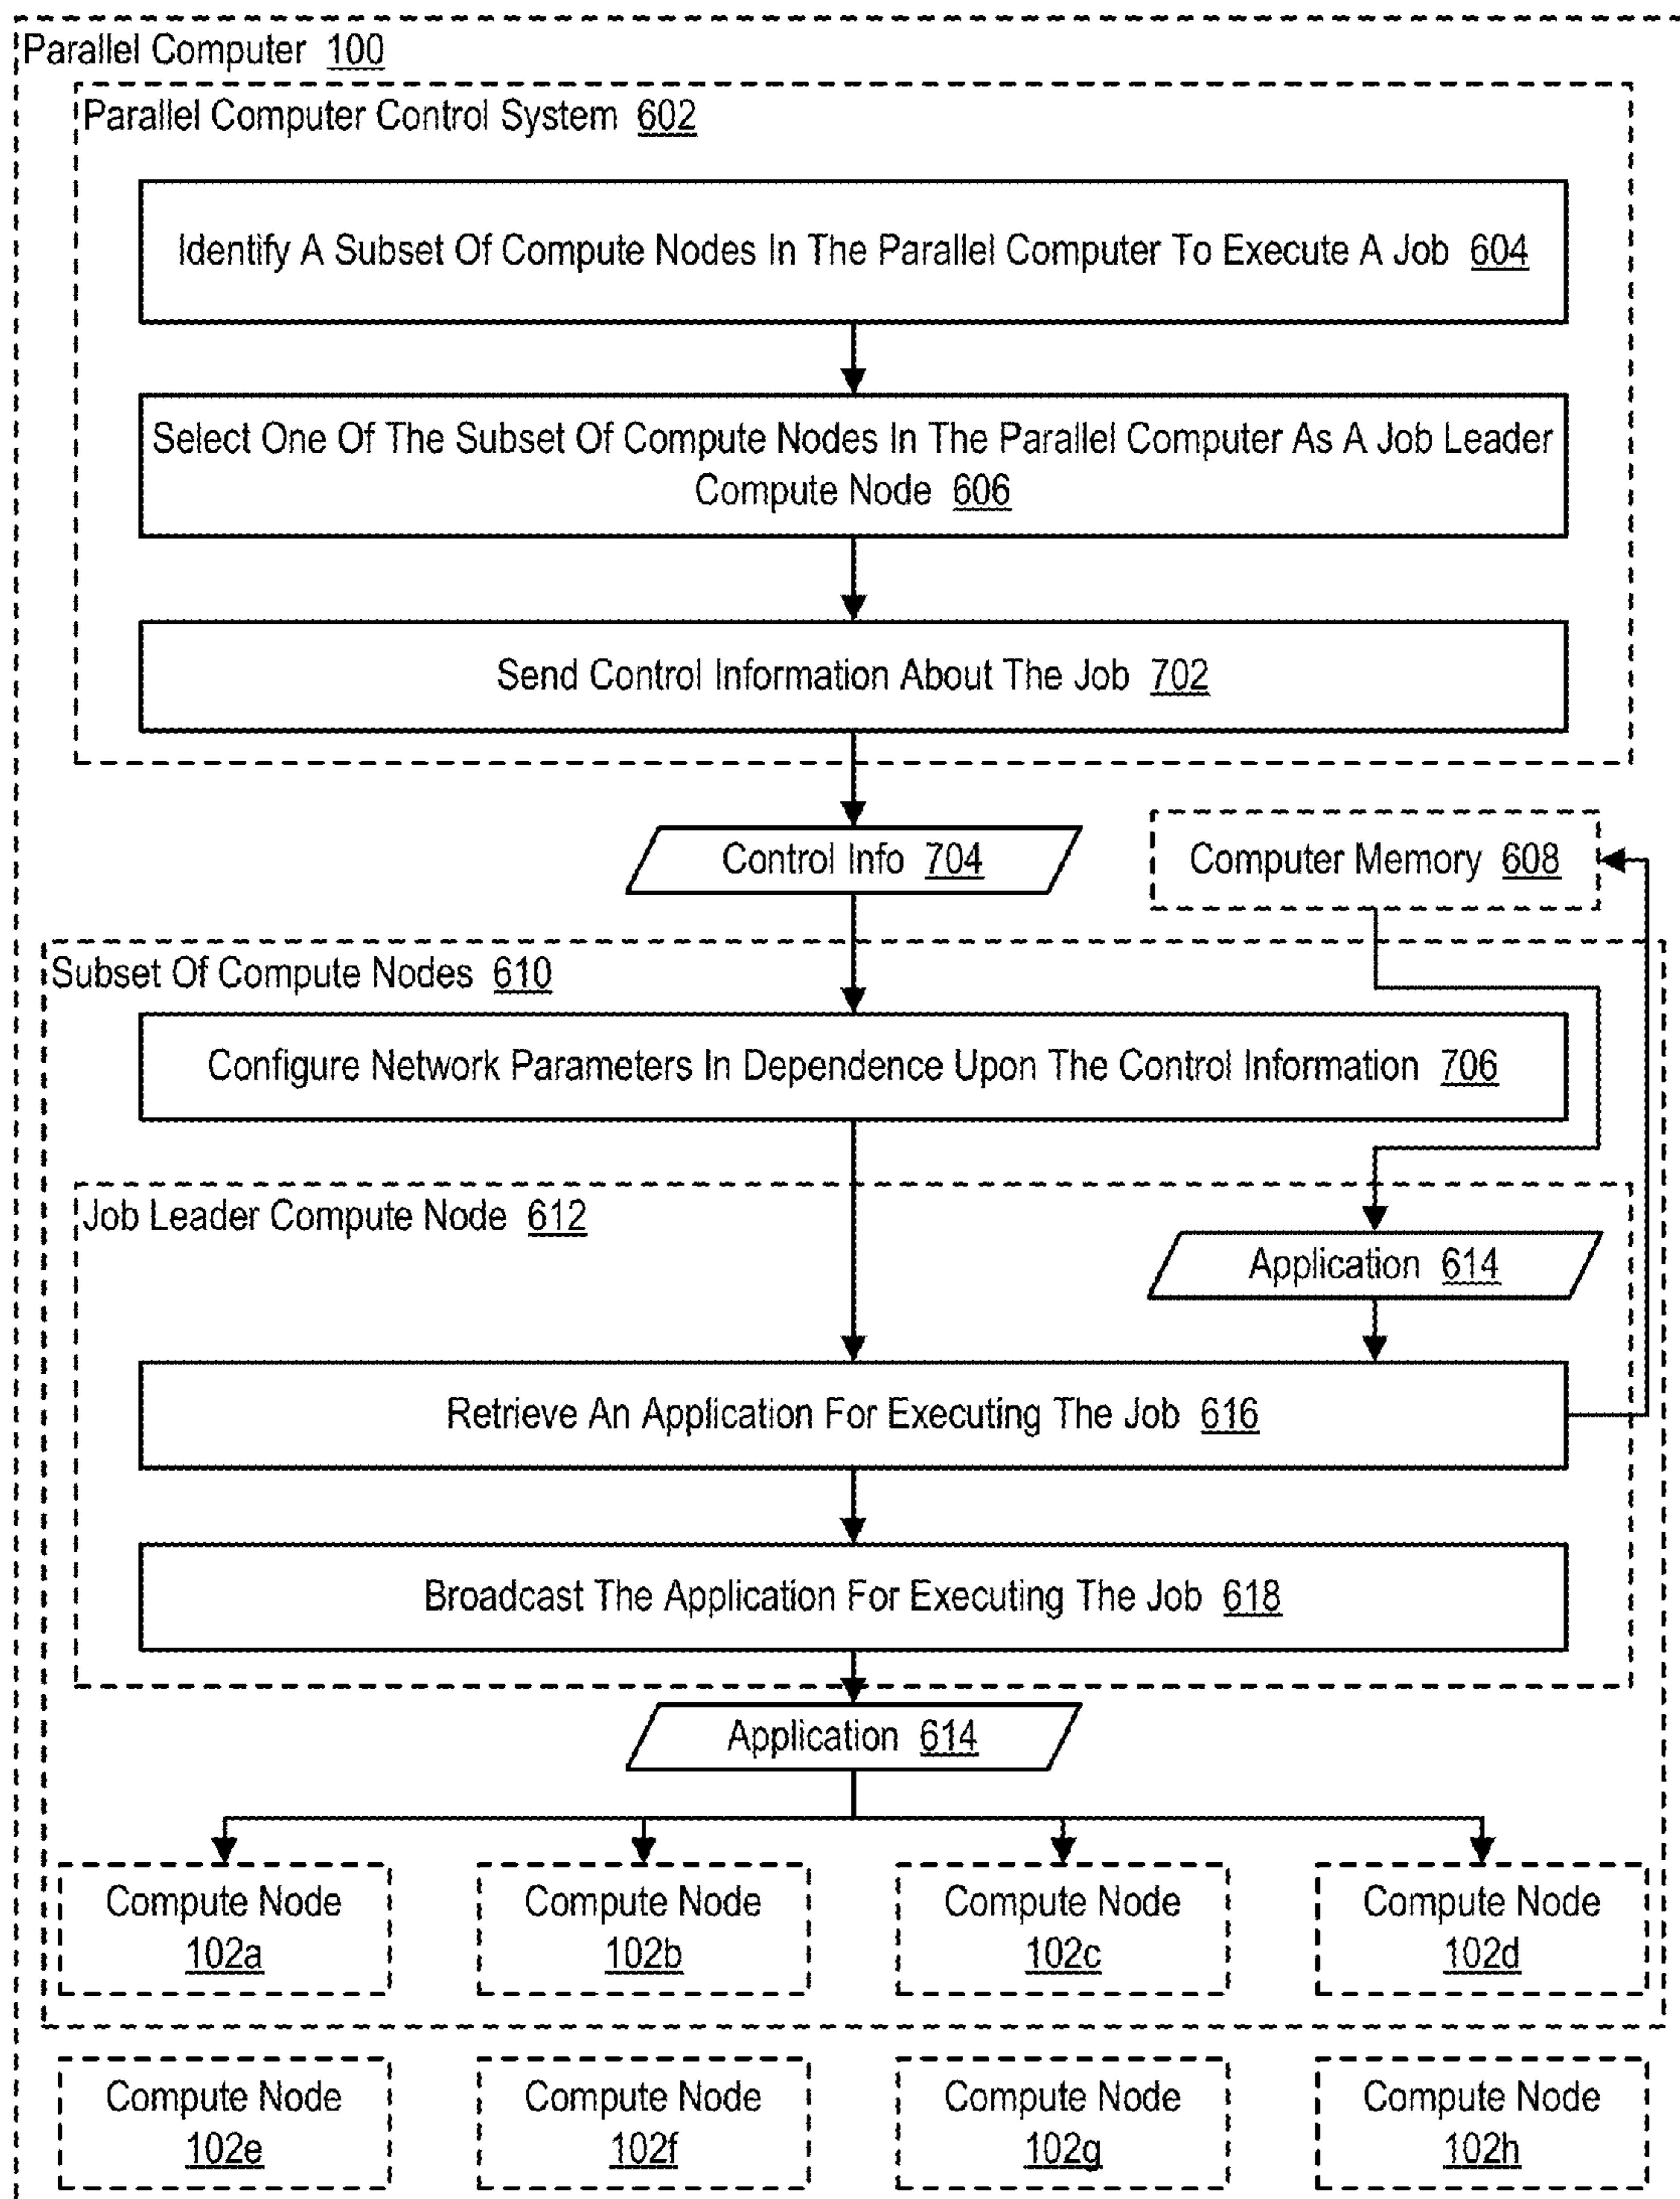 Parallel Computer 100
Parallel Computer Control System 602
Identify A Subset Of Compute Nodes In The Parallel Computer To Execute A Job 604
Select One Of The Subset Of Compute Nodes In The Parallel Computer As A Job Leader
Compute Node 606
Send Control Information About The Job 702
Control Info 704
Computer Memory 608
Subset Of Compute Nodes 610
Configure Network Parameters In Dependence Upon The Control Information 706
Job Leader Compute Node 612
Application 614
Retrieve An Application For Executing The Job 616
Broadcast The Application For Executing The Job 618
Application 614
Compute Node
102a
Compute Node
102b
Compute Node
102c
Compute Node
102d
Compute Node
102e
Compute Node
102f
Compute Node
102g
Compute Node
102h